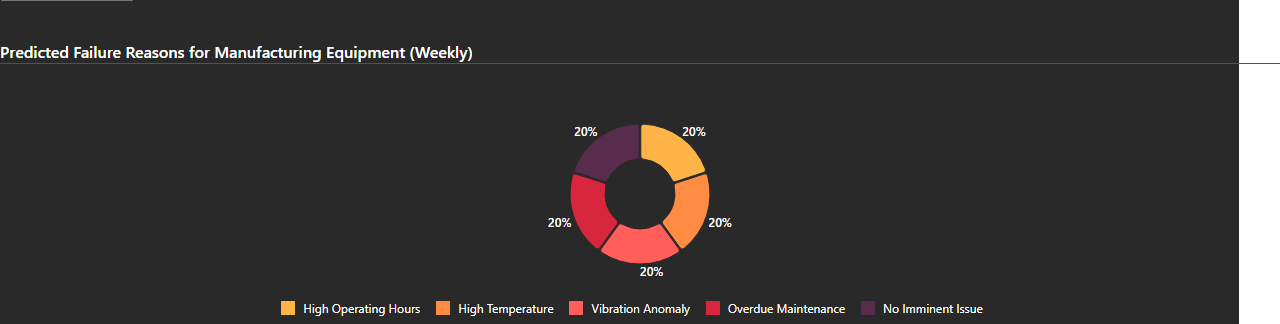 Predicted Failure Reasons for Manufacturing Equipment (Weekly)
20% 20%
20% 20%
20%
High Operating Hours High Temperature Vibration Anomaly Overdue Maintenance No Imminent Issue